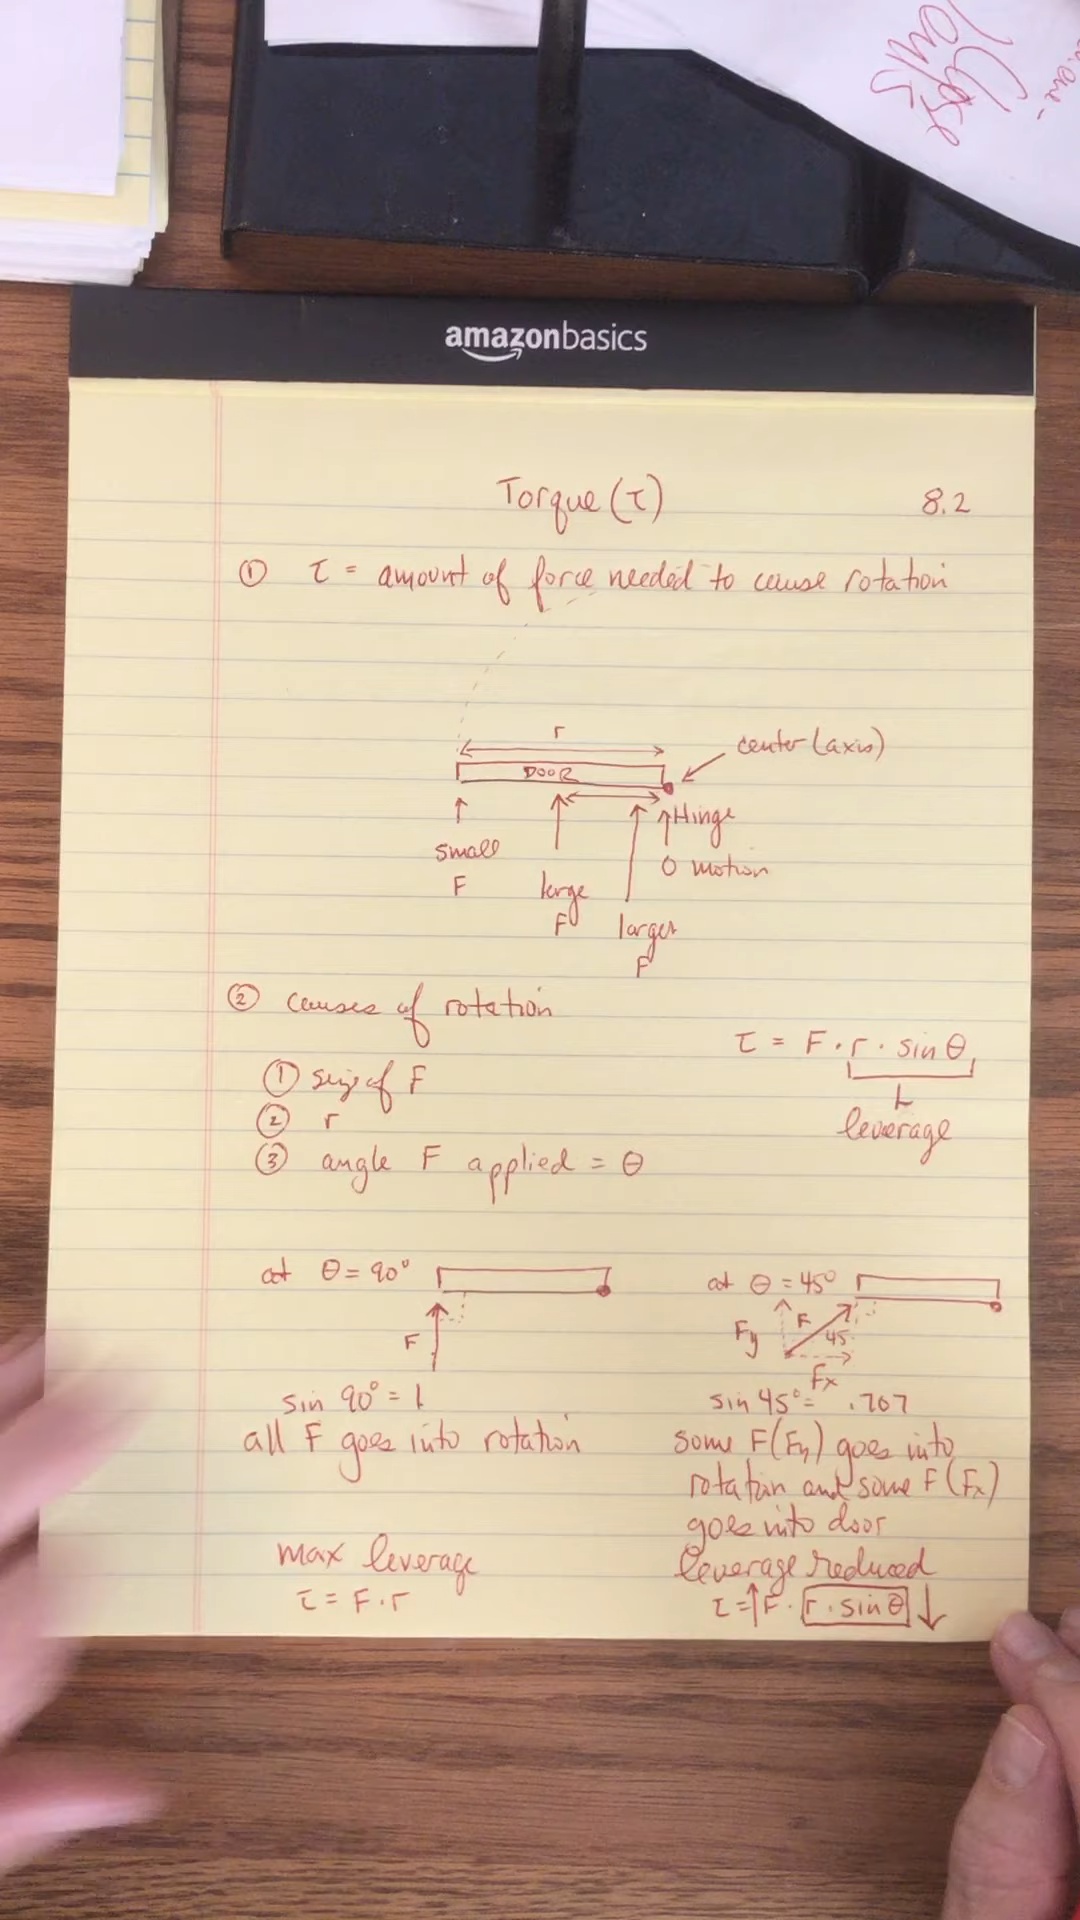 Close
amazonbasics
Torque (τ) 8.2
① τ = amount of force needed to cause rotation
r
center (axis)
DOOR
Hinge
small F
large F
larger F
0 motion
② causes of rotation
τ = F · r · sin θ
leverage
① size of F
② r
③ angle F applied = θ
at θ = 90°
F
sin 90° = 1
all F goes into rotation
max leverage
τ = F · r
at θ = 45°
Fy F 45
Fx
sin 45° = .707
some F (Fy) goes into
rotation and some F (Fx)
goes into door
leverage reduced
τ = ↑F · r · sin θ ↓